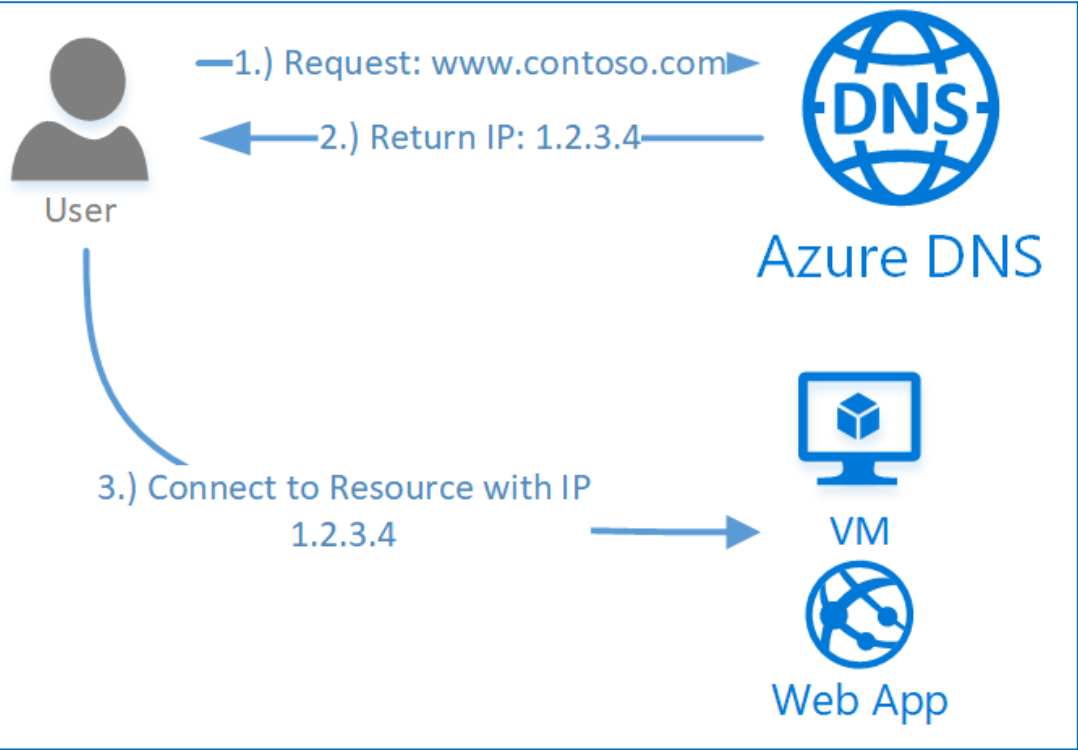 1.) Request: www.contoso.com
DNS
2.) Return IP: 1.2.3.4
User
Azure DNS
3.) Connect to Resource with IP
1.2.3.4
VM
Web App